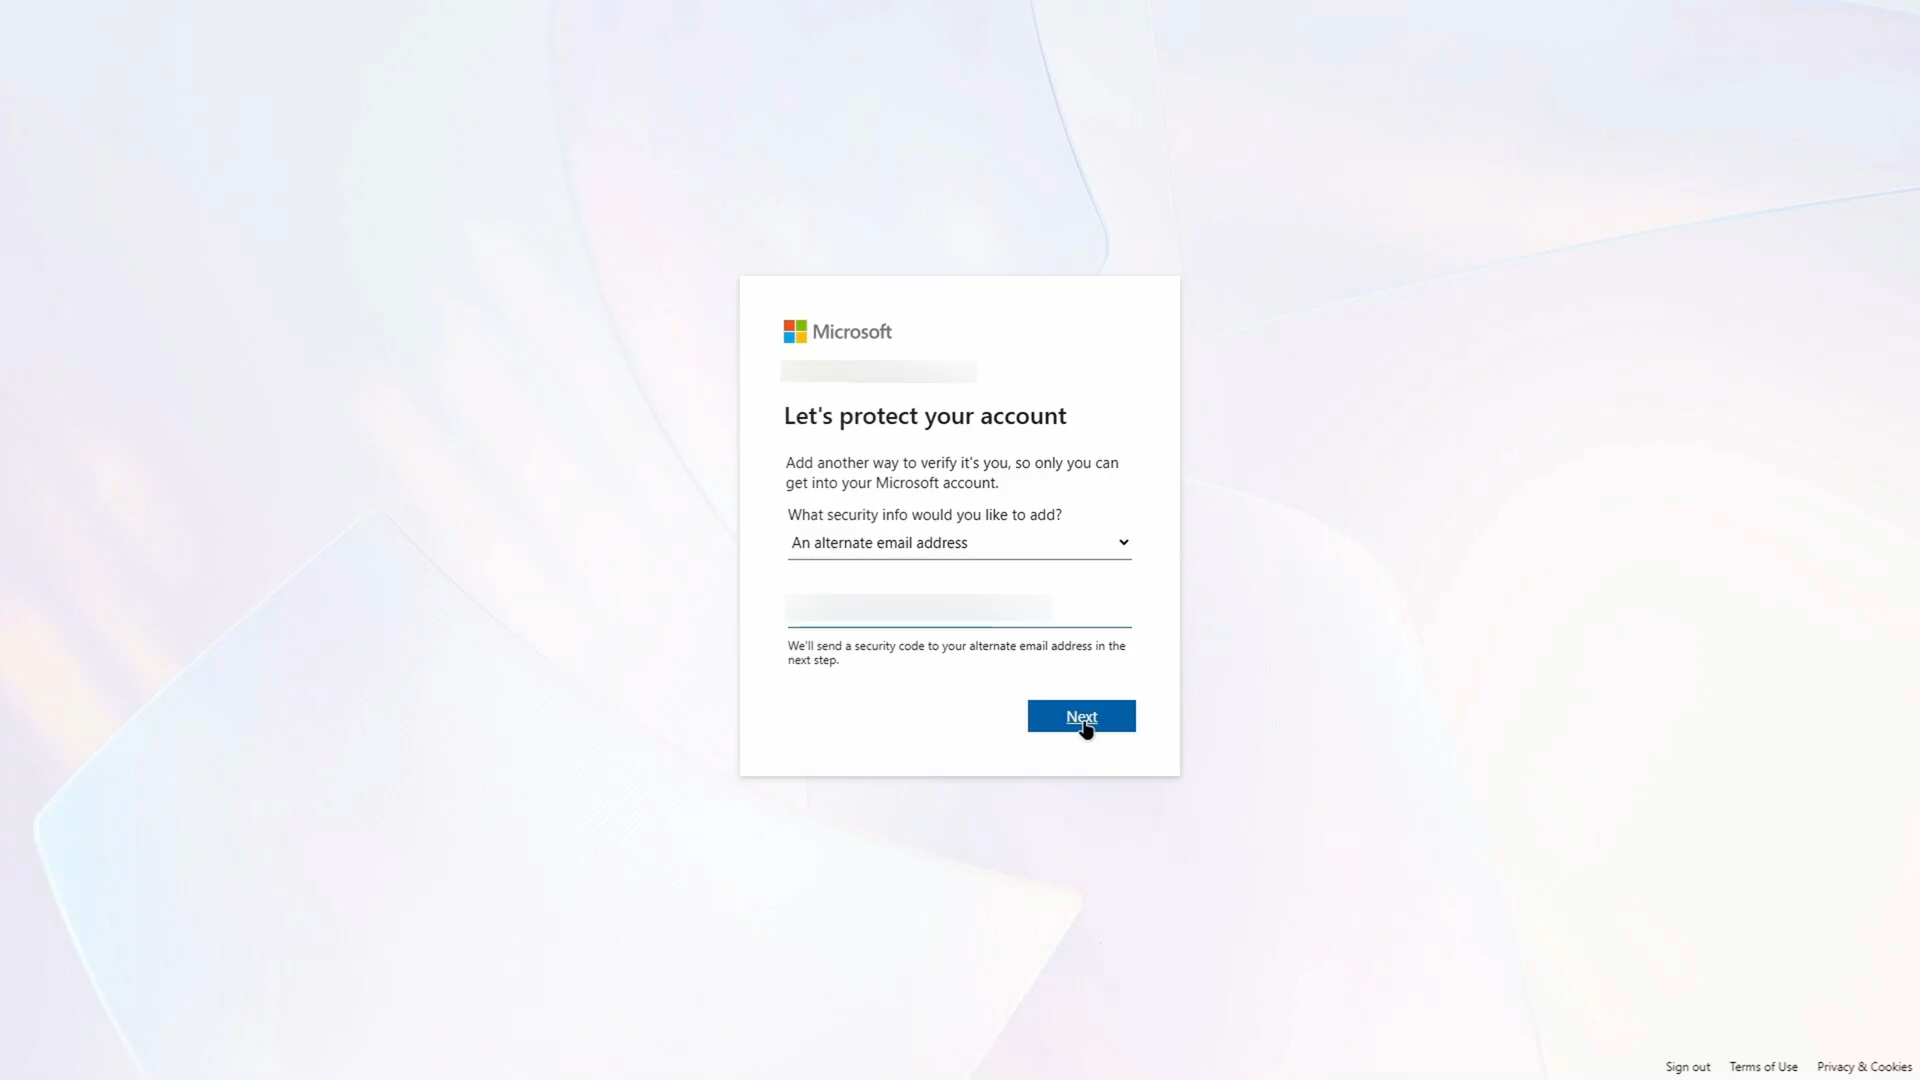 Microsoft
Let's protect your account
Add another way to verify it's you, so only you can
get into your Microsoft account.
What security info would you like to add?
An alternate email address
We'll send a security code to your alternate email address in the
next step.
Next
Sign out Terms of Use Privacy & Cookies